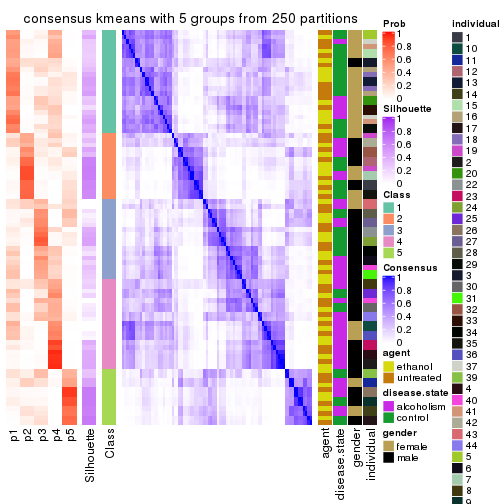 consensus kmeans with 5 groups from 250 partitions
p1
p2
p3
p4
p5
Silhouette
Class
agent
disease.state
gender
individual
Prob
0.8
0.6
0.4
0.2
0
Silhouette
1
0.8
0.6
0.4
0.2
0
Class
1
2
3
4
5
Consensus
1
0.8
0.6
0.4
0.2
0
agent
ethanol
untreated
disease.state
alcoholism
control
gender
female
male
individual
1
10
11
12
13
14
15
16
17
18
19
2
20
22
23
24
25
26
27
28
29
3
30
31
32
33
34
35
36
37
39
4
40
41
42
43
44
5
6
7
8
9